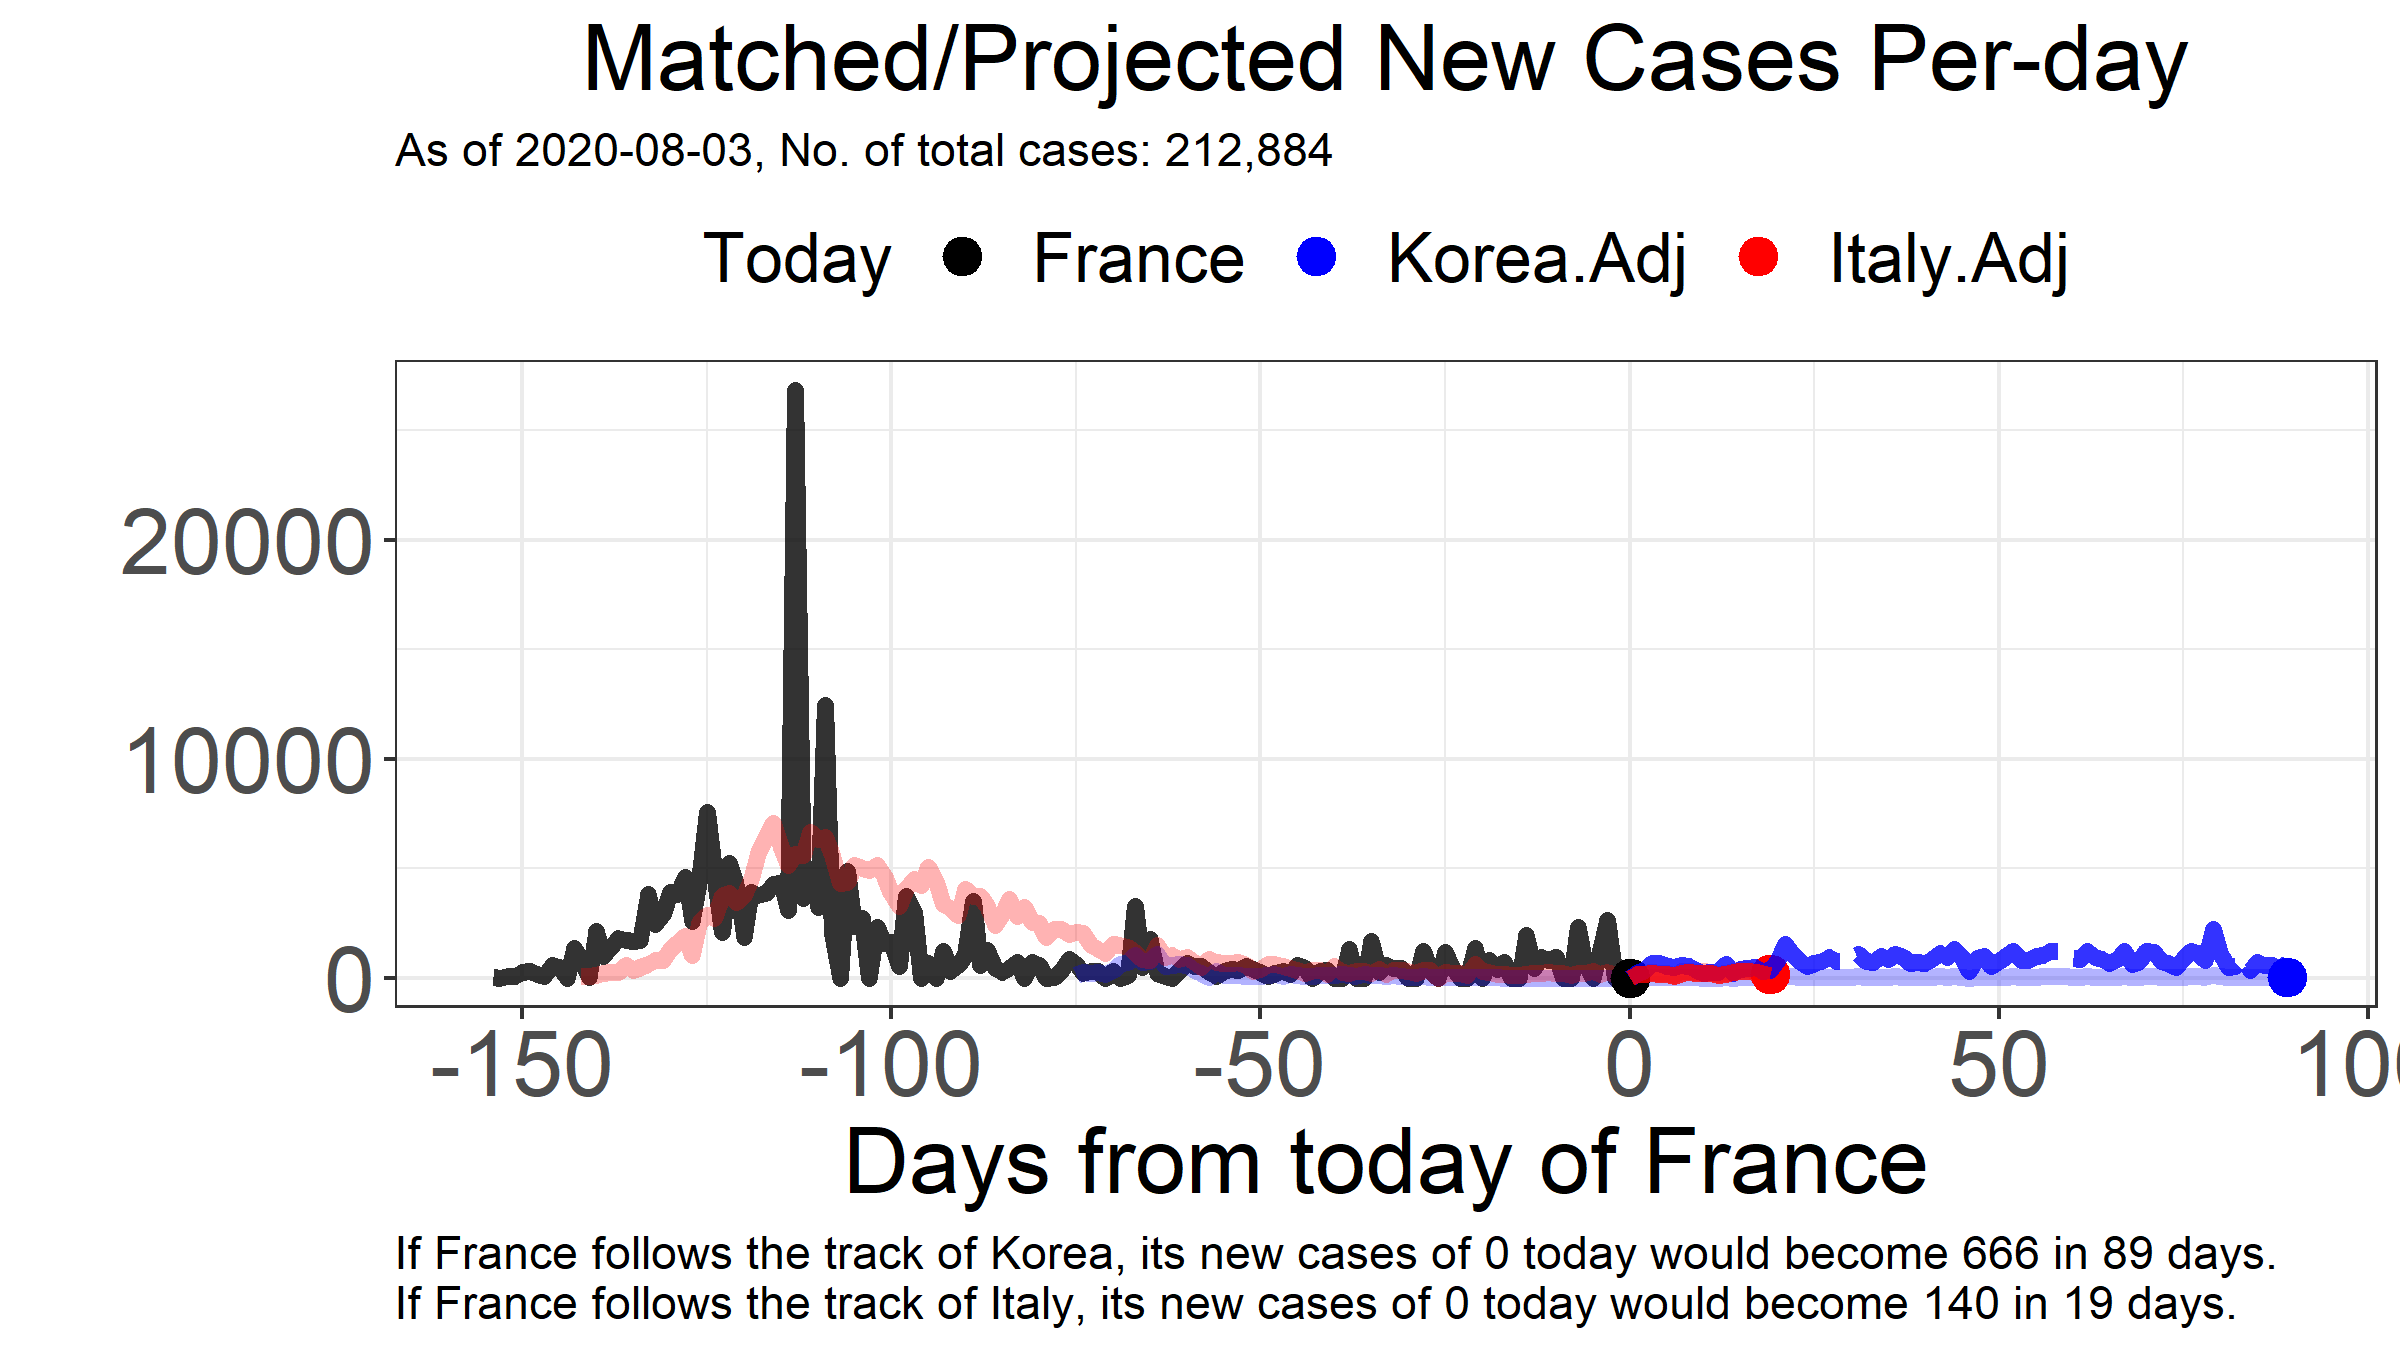 Matched/Projected New Cases Per-day
As of 2020-08-03, No. of total cases: 212,884
Today France Korea.Adj Italy.Adj
20000
10000
0
-150 -100 -50 0 50 100
Days from today of France
If France follows the track of Korea, its new cases of 0 today would become 666 in 89 days.
If France follows the track of Italy, its new cases of 0 today would become 140 in 19 days.